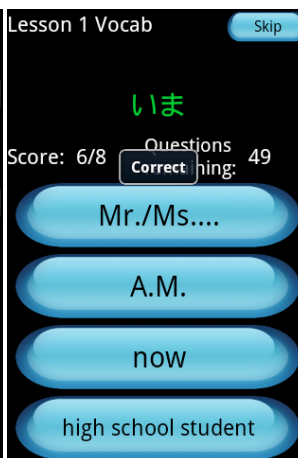 Lesson 1 Vocab
Skip
いま
Score: 6/8
Questions
49
Correct
Mr./Ms....
A.M.
now
high school student